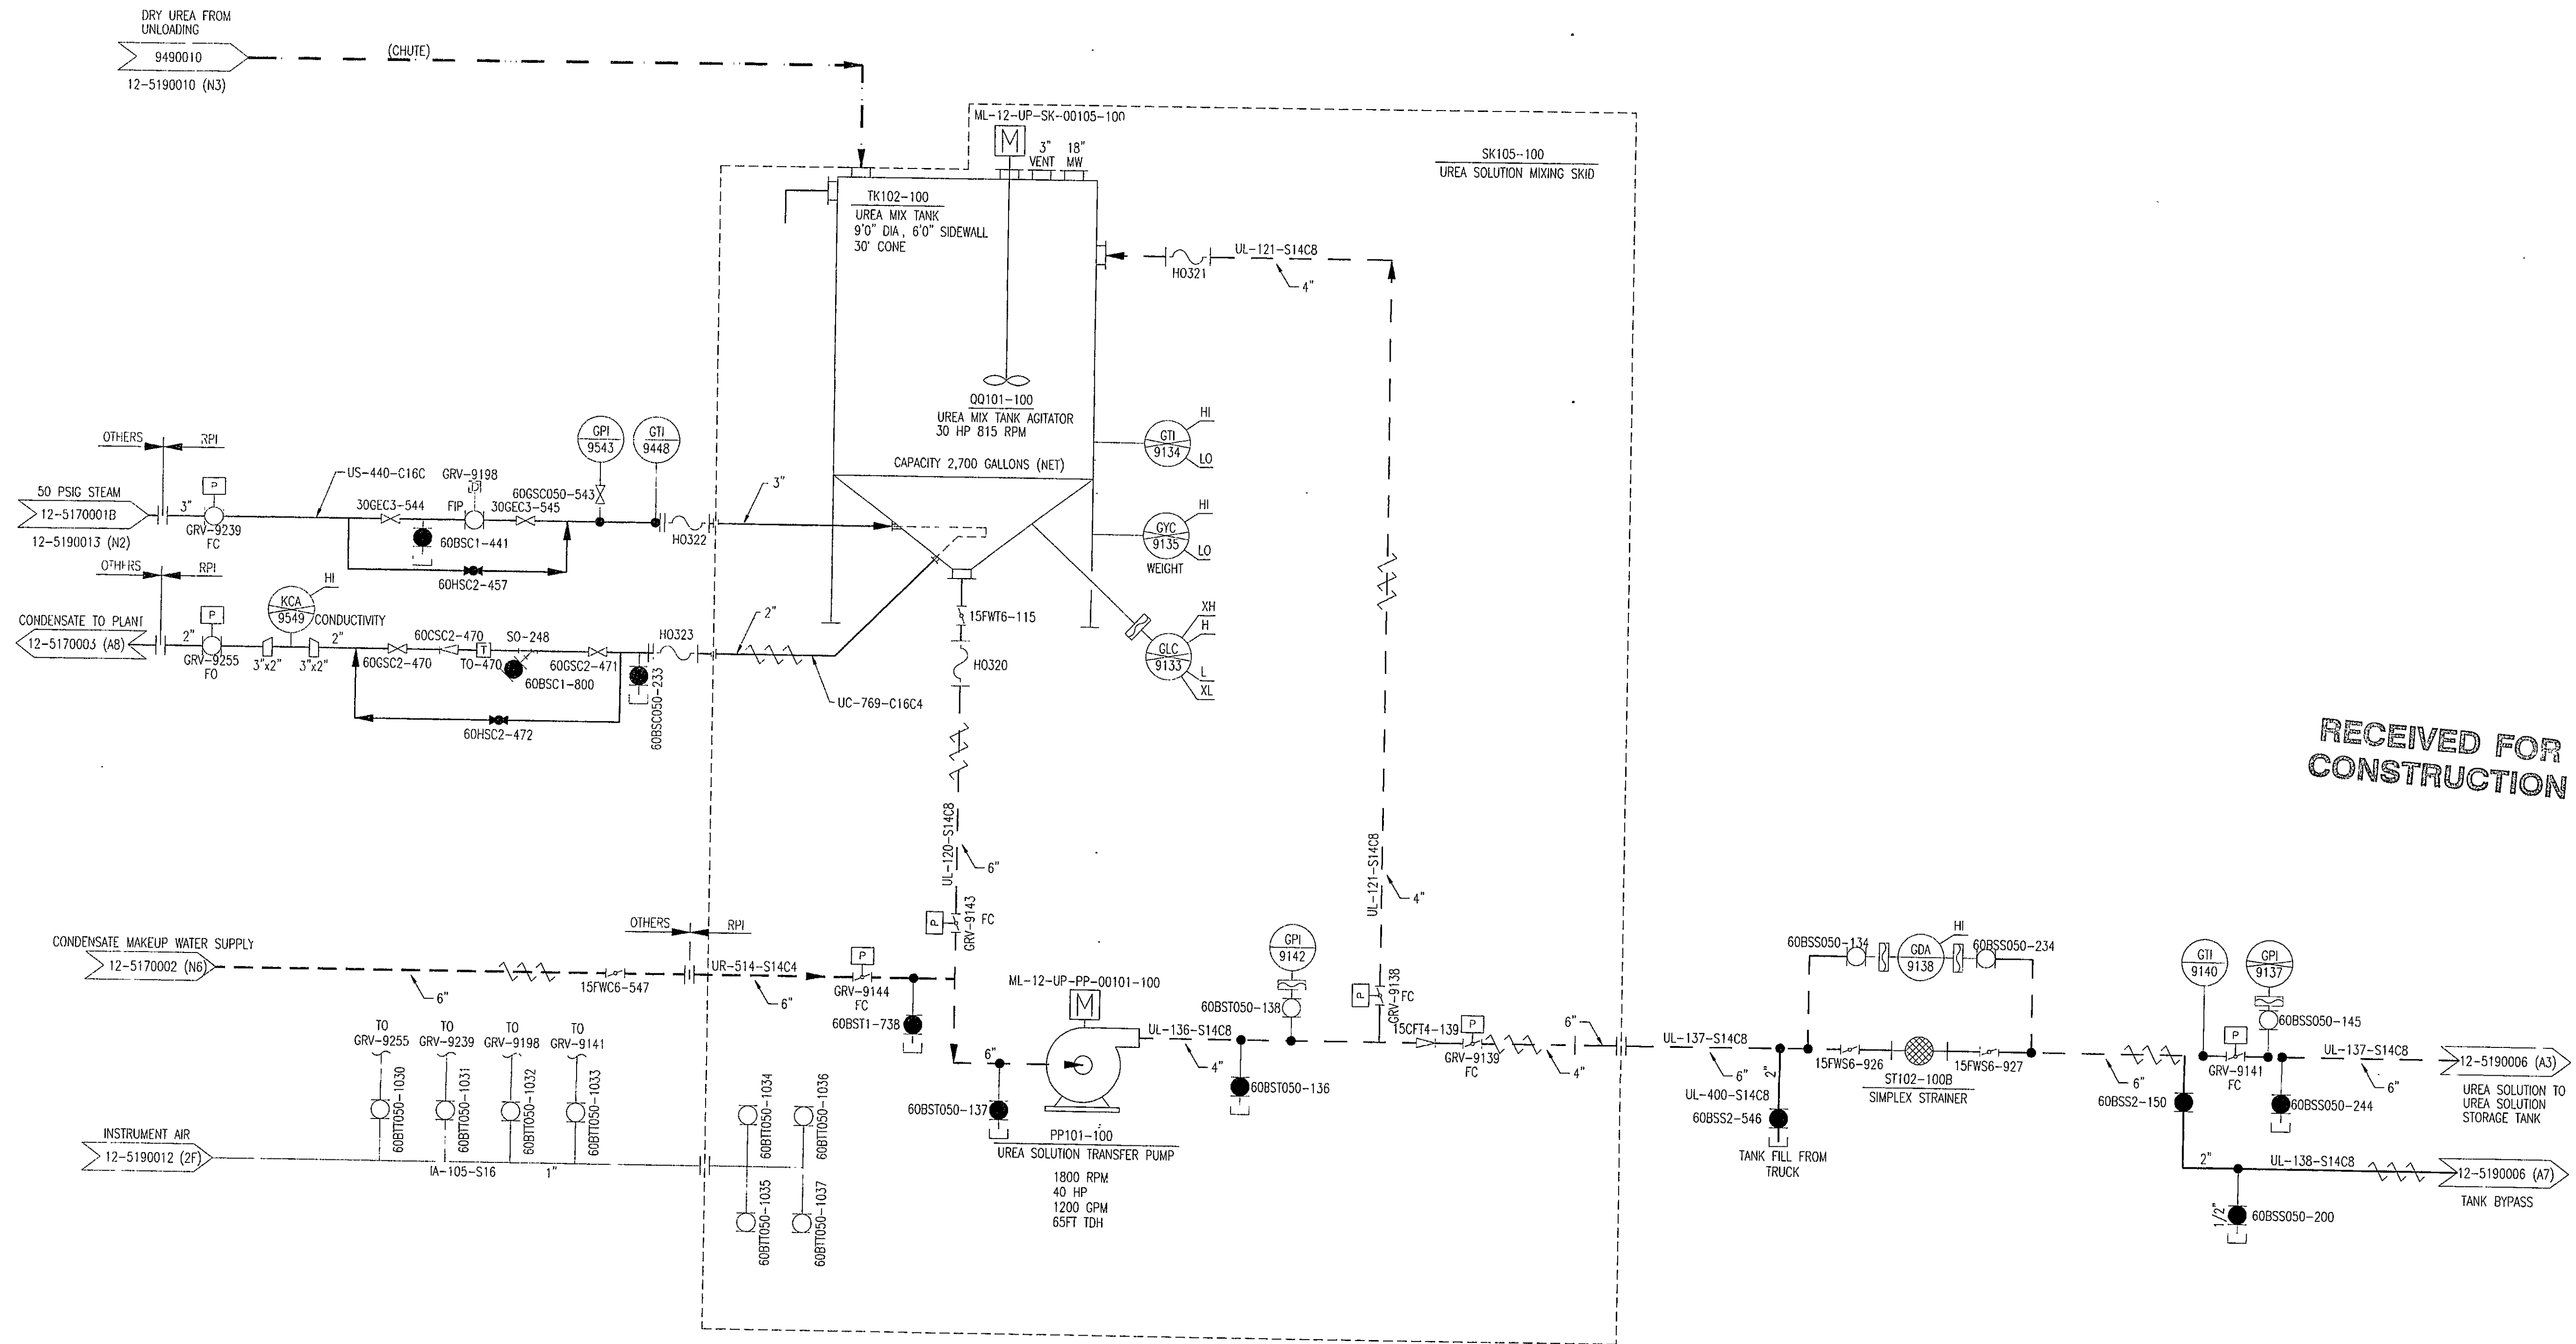 DRY UREA FROM
UNLOADING
9490010
12-5190010 (N3)
(CHUTE)
ML-12-UP-SK-00105-100
M
3"
VENT
18"
MW
SK105-100
UREA SOLUTION MIXING SKID
TK102-100
UREA MIX TANK
9'0" DIA, 6'0" SIDEWALL
30' CONE
UL-121-S14C8
HO321
4"
QQ101-100
UREA MIX TANK AGITATOR
30 HP 815 RPM
CAPACITY 2,700 GALLONS (NET)
GTI
9134
HI
LO
GYC
9135
HI
LO
WEIGHT
GLC
9133
XH
H
L
XL
OTHERS
RPI
50 PSIG STEAM
12-5170001B
12-5190013 (N2)
3"
P
GRV-9239
FC
US-440-C16C
30GEC3-544
GRV-9198
FIP
30GEC3-545
60BSC1-441
60HSC2-457
60GSC050-543
GPI
9543
GTI
9448
HO322
3"
OTHERS
RPI
CONDENSATE TO PLANT
12-5170003 (A8)
2"
P
GRV-9255
FO
3"x2"
KCA
9549
HI
CONDUCTIVITY
3"x2"
2"
60GSC2-470
60CSC2-470
T
TO-470
SO-248
60BSC1-800
60GSC2-471
60HSC2-472
60BSC050-233
HO323
2"
UC-769-C16C4
15FWT6-115
HO320
UL-120-S14C8
6"
P
GRV-9143
FC
UL-121-S14C8
4"
P
GRV-9138
FC
RECEIVED FOR
CONSTRUCTION
CONDENSATE MAKEUP WATER SUPPLY
12-5170002 (N6)
6"
15FWC6-547
OTHERS
RPI
UR-514-S14C4
6"
P
GRV-9144
FC
60BST1-738
6"
60BST050-137
ML-12-UP-PP-00101-100
M
PP101-100
UREA SOLUTION TRANSFER PUMP
1800 RPM
40 HP
1200 GPM
65FT TDH
UL-136-S14C8
4"
60BST050-136
GPI
9142
60BST050-138
15CFT4-139
P
GRV-9139
FC
4"
6"
UL-137-S14C8
6"
UL-400-S14C8
2"
60BSS2-546
TANK FILL FROM
TRUCK
60BSS050-134
GDA
9138
HI
60BSS050-234
15FWS6-926
15FWS6-927
ST102-100B
SIMPLEX STRAINER
6"
GTI
9140
P
GRV-9141
FC
GPI
9137
60BSS050-145
60BSS050-244
UL-137-S14C8
6"
12-5190006 (A3)
UREA SOLUTION TO
UREA SOLUTION
STORAGE TANK
60BSS2-150
2"
UL-138-S14C8
12-5190006 (A7)
TANK BYPASS
1/2"
60BSS050-200
INSTRUMENT AIR
12-5190012 (2F)
TO
GRV-9255
60BTT050-1030
TO
GRV-9239
60BTT050-1031
TO
GRV-9198
60BTT050-1032
TO
GRV-9141
60BTT050-1033
IA-105-S16
1"
60BTT050-1034
60BTT050-1036
60BTT050-1035
60BTT050-1037